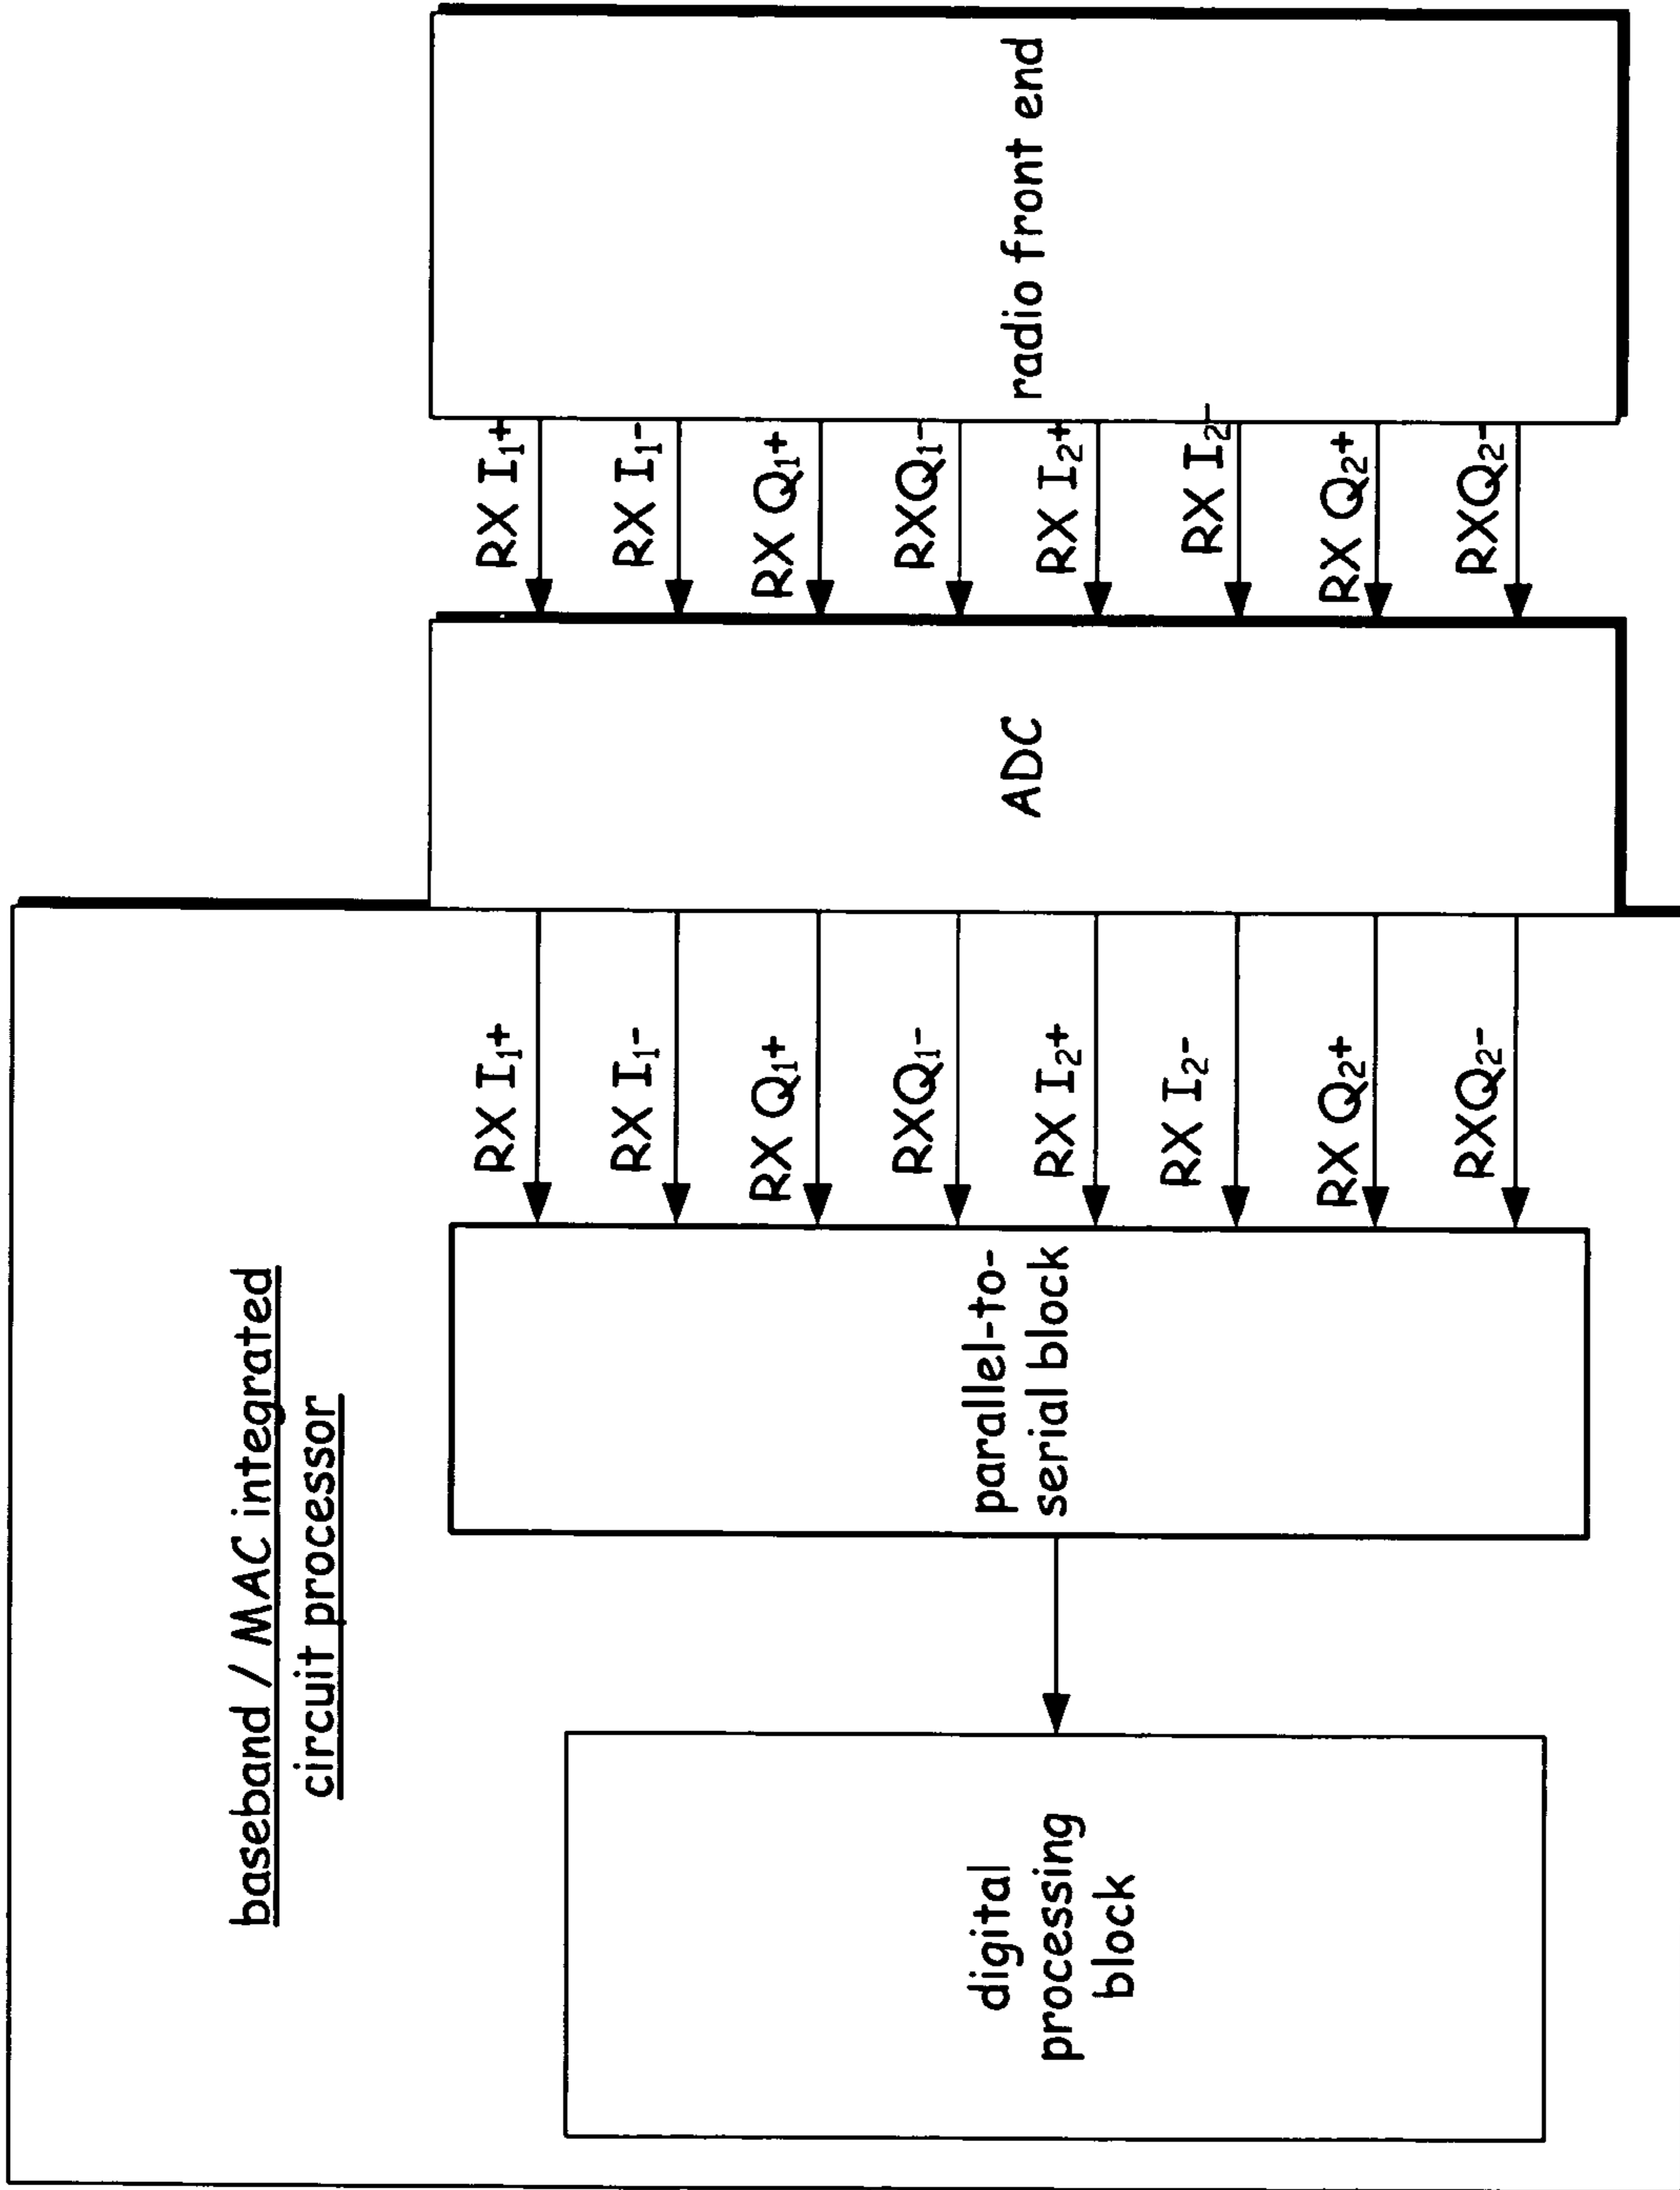 baseband / MAC integrated
circuit processor
digital
processing
block
parallel-to-
serial block
RX I₁+
RX I₁-
RX Q₁+
RXQ₁-
RX I₂+
RX I₂-
RX Q₂+
RXQ₂-
ADC
RX I₁+
RX I₁-
RX Q₁+
RXQ₁-
RX I₂+
RX I₂-
RX Q₂+
RXQ₂-
radio front end